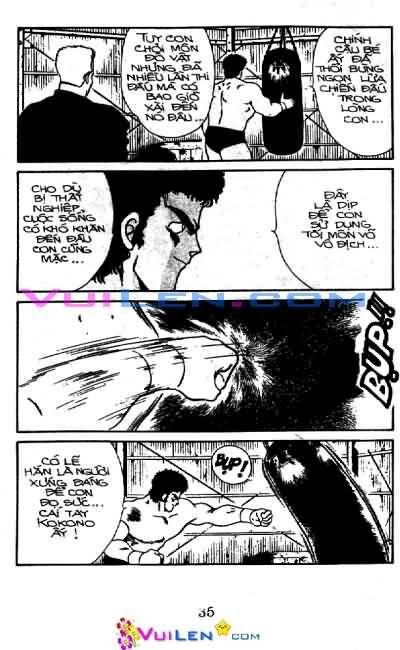 CHÍNH
CẬU BÉ
ẤY ĐÃ
THỔI BÙNG
NGỌN LỬA
CHIẾN ĐẤU
TRONG
LÒNG
CON...
TUY CON
CHƠI MÔN
ĐÔ VẬT
NHƯNG ĐÃ
NHIỀU LẦN THI
ĐẤU MÀ CÓ
BAO GIỜ
XÀI ĐẾN
NÓ ĐÂU...
ĐÂY
LÀ DỊP
ĐỂ CON
SỬ DỤNG
TỚI MÔN VÕ
VÔ ĐỊCH...
CHO DÙ
BỊ THẤT
NGHIỆP,
CUỘC SỐNG
CÓ KHÓ KHĂN
ĐẾN ĐÂU
CON CŨNG
MẶC...
VUILEN.COM
BỤP!!
CÓ LẼ
HẮN LÀ NGƯỜI
XỨNG ĐÁNG
ĐỂ CON
ĐỌ SỨC...
CÁI TAY
KOKONO
ẤY!
BỤP!
35
VUILEN.COM